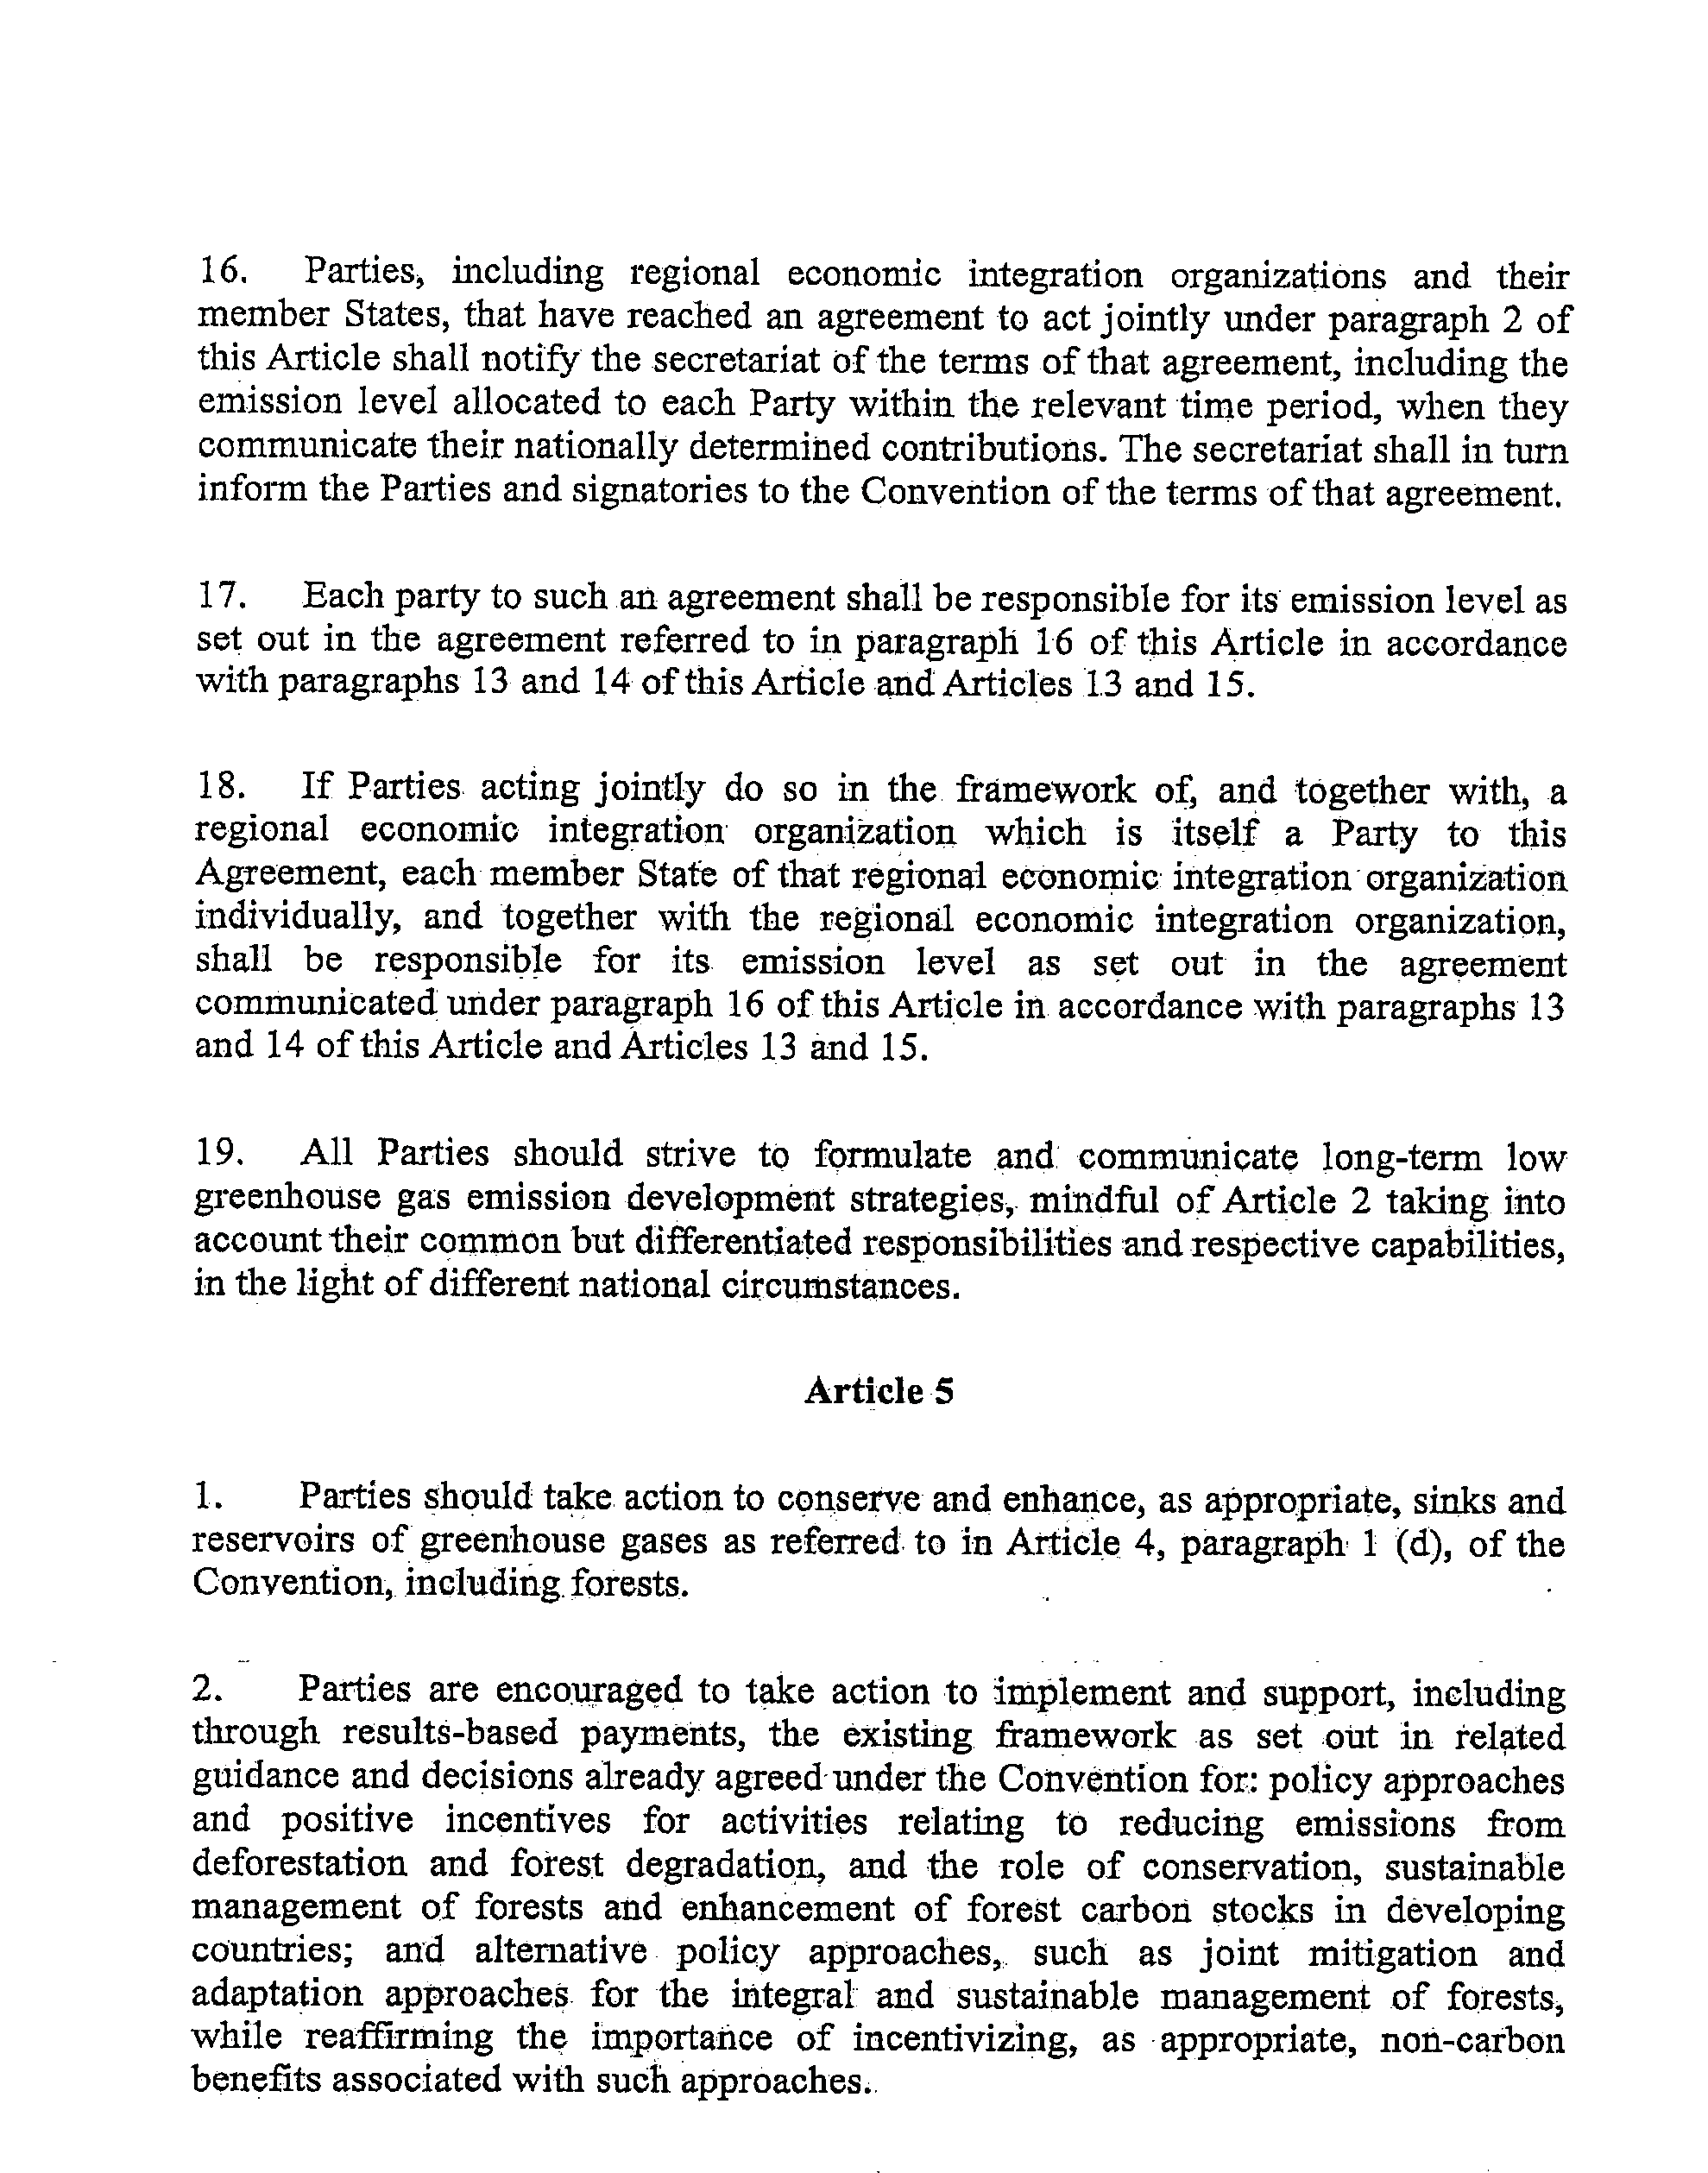 16. Parties, including regional economic integration organizations and their
member States, that have reached an agreement to act jointly under paragraph 2 of
this Article shall notify the secretariat of the terms of that agreement, including the
emission level allocated to each Party within the relevant time period, when they
communicate their nationally determined contributions. The secretariat shall in turn
inform the Parties and signatories to the Convention of the terms of that agreement.
17. Each party to such an agreement shall be responsible for its emission level as
set out in the agreement referred to in paragraph 16 of this Article in accordance
with paragraphs 13 and 14 of this Article and Articles 13 and 15.
18. If Parties acting jointly do so in the framework of, and together with, a
regional economic integration organization which is itself a Party to this
Agreement, each member State of that regional economic integration organization
individually, and together with the regional economic integration organization,
shall be responsible for its emission level as set out in the agreement
communicated under paragraph 16 of this Article in accordance with paragraphs 13
and 14 of this Article and Articles 13 and 15.
19. All Parties should strive to formulate and communicate long-term low
greenhouse gas emission development strategies, mindful of Article 2 taking into
account their common but differentiated responsibilities and respective capabilities,
in the light of different national circumstances.
Article 5
1. Parties should take action to conserve and enhance, as appropriate, sinks and
reservoirs of greenhouse gases as referred to in Article 4, paragraph 1 (d), of the
Convention, including forests.
2. Parties are encouraged to take action to implement and support, including
through results-based payments, the existing framework as set out in related
guidance and decisions already agreed under the Convention for: policy approaches
and positive incentives for activities relating to reducing emissions from
deforestation and forest degradation, and the role of conservation, sustainable
management of forests and enhancement of forest carbon stocks in developing
countries; and alternative policy approaches, such as joint mitigation and
adaptation approaches for the integral and sustainable management of forests,
while reaffirming the importance of incentivizing, as appropriate, non-carbon
benefits associated with such approaches.